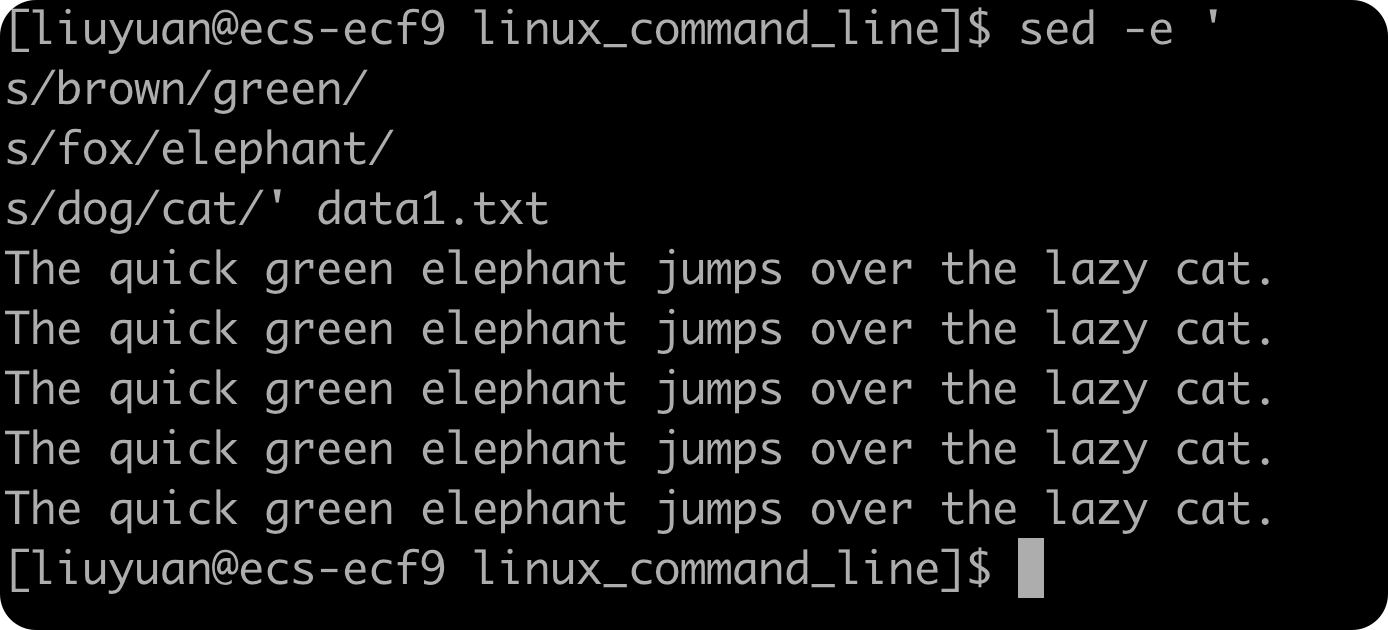 [liuyuan@ecs-ecf9 linux_command_line]$ sed -e '
s/brown/green/
s/fox/elephant/
s/dog/cat/' data1.txt
The quick green elephant jumps over the lazy cat.
The quick green elephant jumps over the lazy cat.
The quick green elephant jumps over the lazy cat.
The quick green elephant jumps over the lazy cat.
The quick green elephant jumps over the lazy cat.
[liuyuan@ecs-ecf9 linux_command_line]$